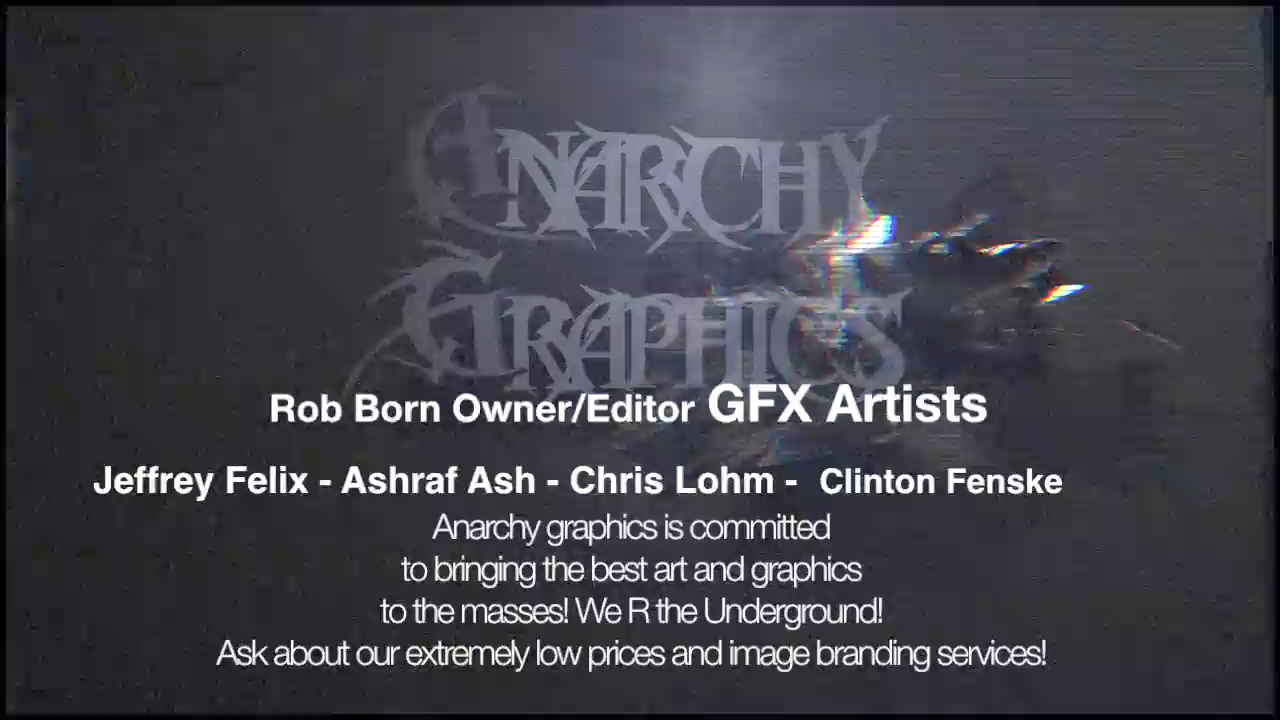 ANARCHY
GRAPHICS
Rob Born Owner/Editor GFX Artists
Jeffrey Felix - Ashraf Ash - Chris Lohm - Clinton Fenske
Anarchy graphics is committed
to bringing the best art and graphics
to the masses! We R the Underground!
Ask about our extremely low prices and image branding services!